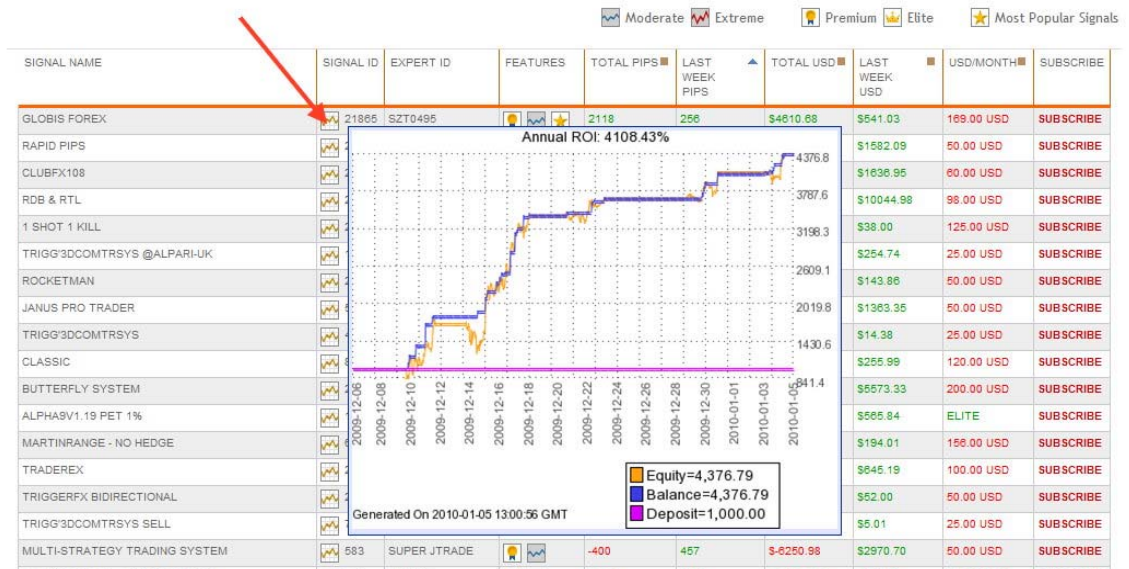 Moderate Extreme Premium Elite Most Popular Signals
SIGNAL NAME SIGNAL ID EXPERT ID FEATURES TOTAL PIPS LAST WEEK PIPS TOTAL USD LAST WEEK USD USD/MONTH SUBSCRIBE
GLOBIS FOREX 21865 SZT0495 2118 256 $4610.68 $541.03 169.00 USD SUBSCRIBE
RAPID PIPS $1582.09 50.00 USD SUBSCRIBE
CLUBFX108 $1636.95 60.00 USD SUBSCRIBE
RDB & RTL $10044.98 98.00 USD SUBSCRIBE
1 SHOT 1 KILL $38.00 125.00 USD SUBSCRIBE
TRIGG'3DCOMTRSYS @ALPARI-UK $254.74 25.00 USD SUBSCRIBE
ROCKETMAN $143.86 50.00 USD SUBSCRIBE
JANUS PRO TRADER $1363.35 50.00 USD SUBSCRIBE
TRIGG'3DCOMTRSYS $14.38 25.00 USD SUBSCRIBE
CLASSIC $255.99 120.00 USD SUBSCRIBE
BUTTERFLY SYSTEM $5573.33 200.00 USD SUBSCRIBE
ALPHA9V1.19 PET 1% $565.84 ELITE SUBSCRIBE
MARTINRANGE - NO HEDGE $194.01 156.00 USD SUBSCRIBE
TRADEREX $645.19 100.00 USD SUBSCRIBE
TRIGGERFX BIDIRECTIONAL $52.00 50.00 USD SUBSCRIBE
TRIGG'3DCOMTRSYS SELL $5.01 25.00 USD SUBSCRIBE
MULTI-STRATEGY TRADING SYSTEM 583 SUPER JTRADE -400 457 $-6250.98 $2970.70 50.00 USD SUBSCRIBE
Annual ROI: 4108.43%
4376.8
3787.6
3198.3
2609.1
2019.8
1430.6
841.4
2009-12-06
2009-12-08
2009-12-10
2009-12-12
2009-12-14
2009-12-16
2009-12-18
2009-12-20
2009-12-22
2009-12-24
2009-12-26
2009-12-28
2009-12-30
2010-01-01
2010-01-03
2010-01-05
Equity=4,376.79
Balance=4,376.79
Deposit=1,000.00
Generated On 2010-01-05 13:00:56 GMT